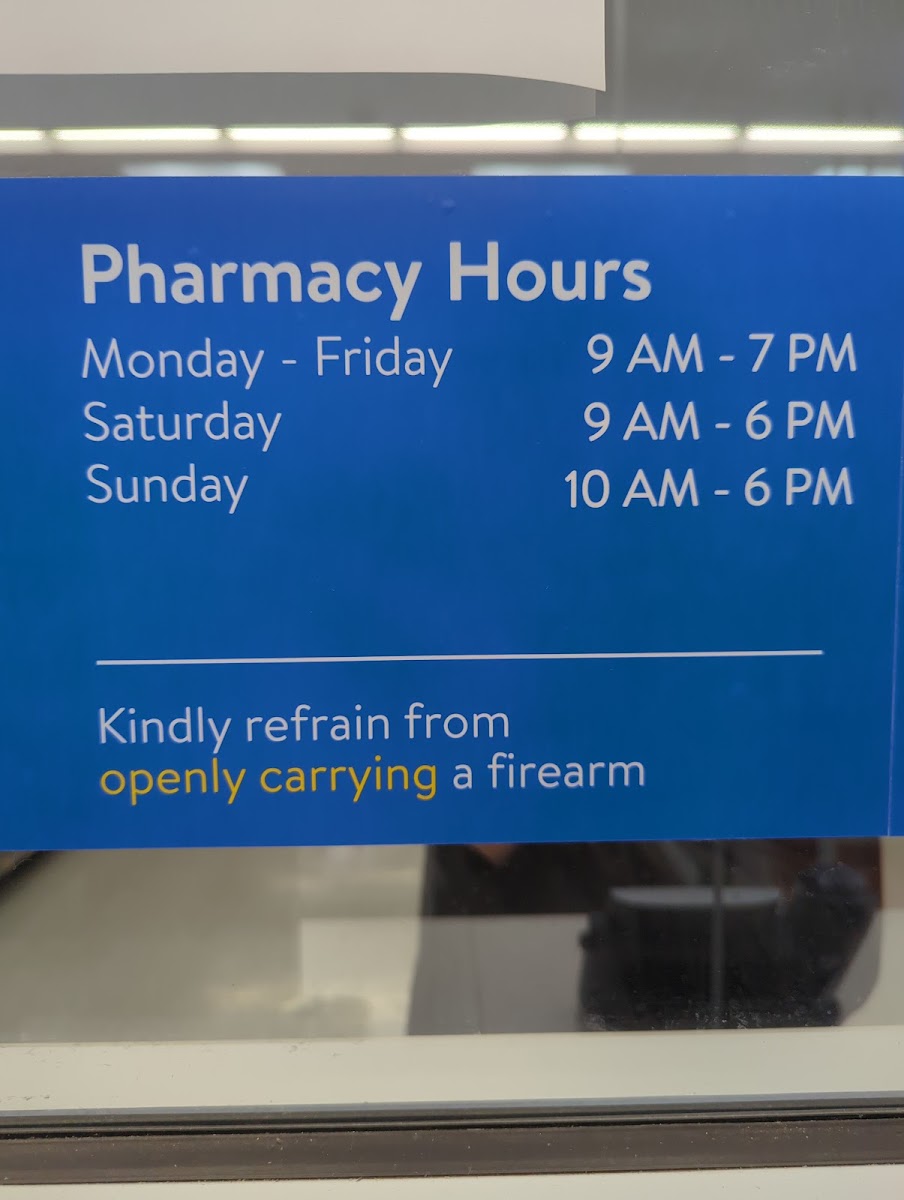 Pharmacy Hours
Monday - Friday 9 AM - 7 PM
Saturday 9 AM - 6 PM
Sunday 10 AM - 6 PM
Kindly refrain from
openly carrying a firearm